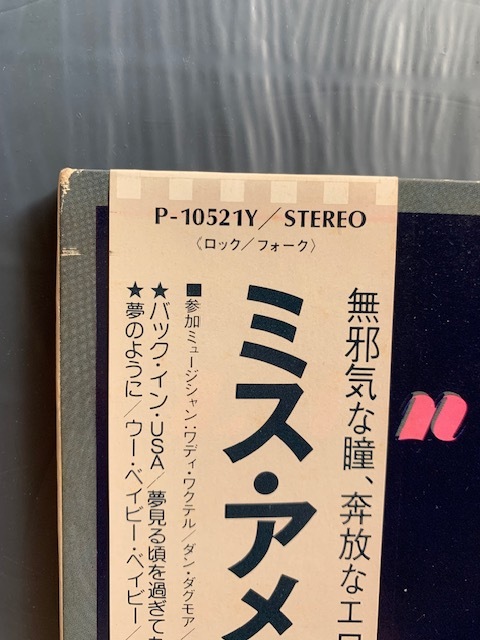 P-10521Y／STEREO
〈ロック／フォーク〉
無邪気な瞳、奔放なエロ
ミス・アメ
■参加ミュージシャン：ワディ・ワクテル／ダン・ダグモア／
★バック・イン・USA／夢見る頃を過ぎても
★夢のように／ウー・ベイビー・ベイビー／